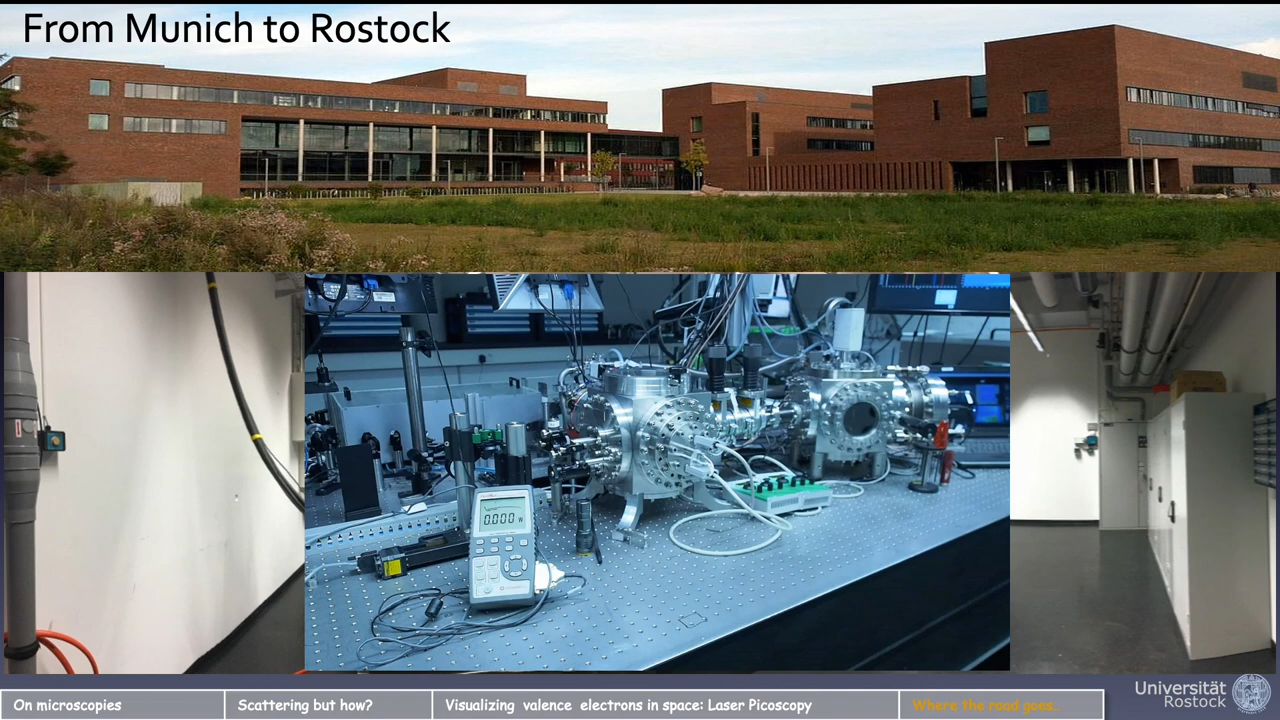 From Munich to Rostock
0.000 W
On microscopies
Scattering but how?
Visualizing valence electrons in space: Laser Picoscopy
Where the road goes…
Universität
Rostock